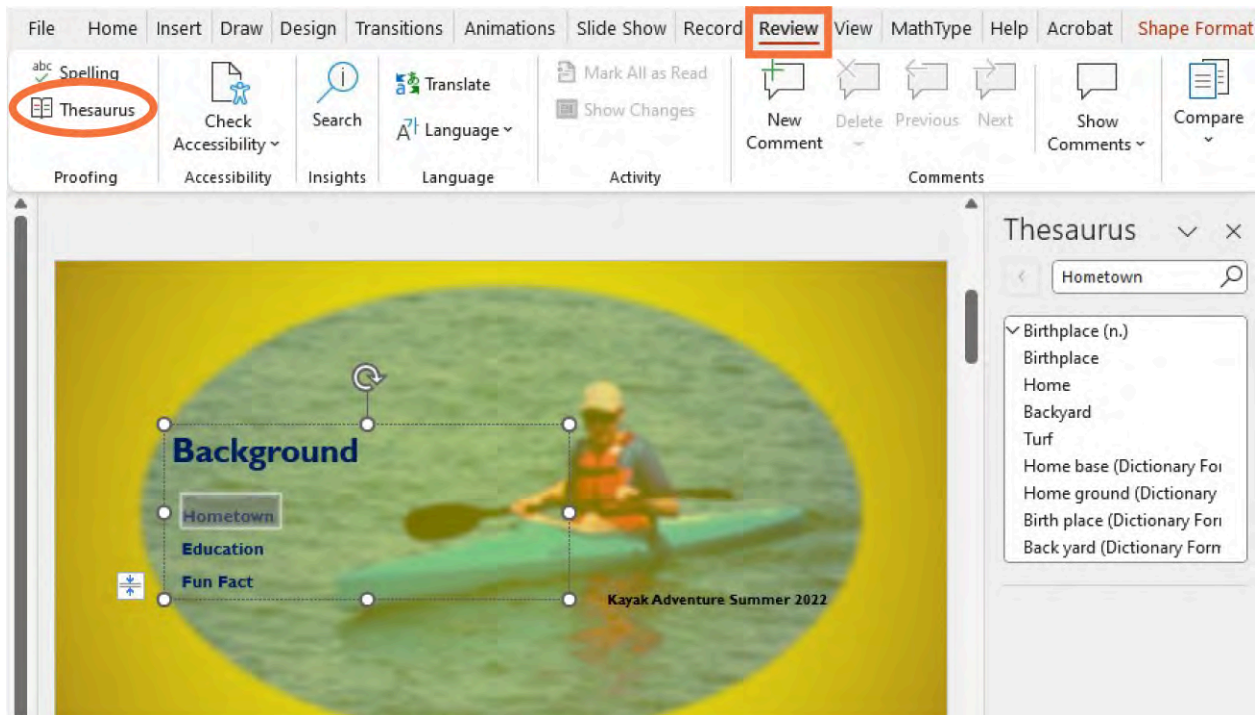 File Home Insert Draw Design Transitions Animations Slide Show Record Review View MathType Help Acrobat Shape Format
abc Spelling
Thesaurus
Proofing
Check
Accessibility
Accessibility
Search
Insights
Translate
Language
Language
Mark All as Read
Show Changes
Activity
New
Comment
Delete
Previous
Next
Show
Comments
Comments
Compare
Background
Hometown
Education
Fun Fact
Kayak Adventure Summer 2022
Thesaurus
Hometown
Birthplace (n.)
Birthplace
Home
Backyard
Turf
Home base (Dictionary For
Home ground (Dictionary
Birth place (Dictionary Forr
Back yard (Dictionary Form